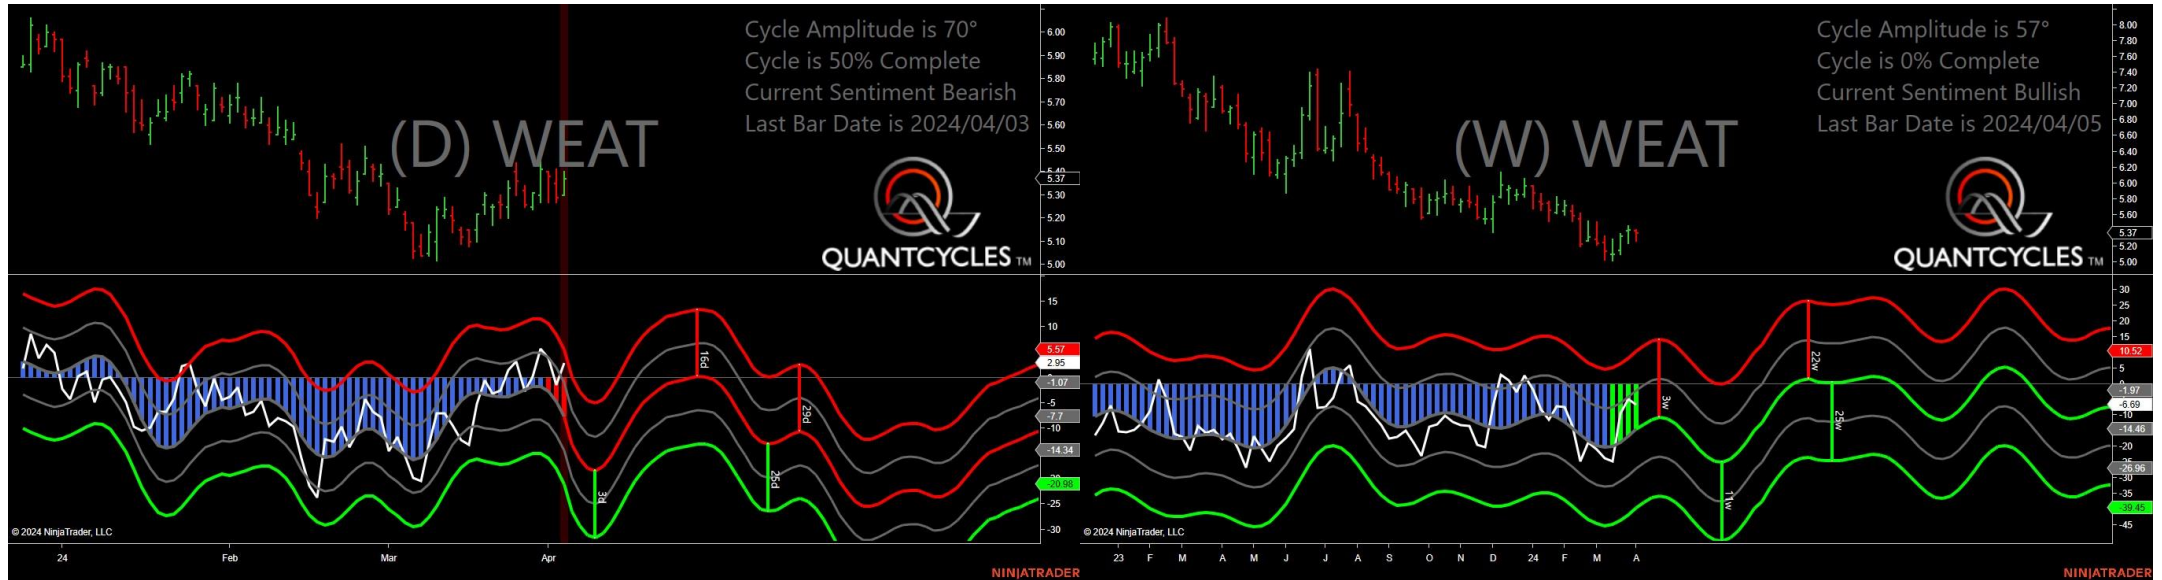 Cycle Amplitude is 70°
Cycle is 50% Complete
Current Sentiment Bearish
Last Bar Date is 2024/04/03
(D) WEAT
QUANTCYCLES TM
6.00
5.90
5.80
5.70
5.60
5.50
5.37
5.30
5.20
5.10
5.00
15
10
5.57
2.95
-1.07
-5
-7.7
-10
-14.34
-20.98
-25
-30
16d
29d
25d
3d
© 2024 NinjaTrader, LLC
24 Feb Mar Apr
NINJATRADER
Cycle Amplitude is 57°
Cycle is 0% Complete
Current Sentiment Bullish
Last Bar Date is 2024/04/05
(W) WEAT
QUANTCYCLES TM
8.00
7.80
7.60
7.40
7.20
7.00
6.80
6.60
6.40
6.20
6.00
5.80
5.60
5.37
5.20
5.00
30
25
20
15
10.52
5
-1.97
-6.69
-10
-14.46
-20
-26.96
-30
-35
-39.45
-45
3w
22w
25w
11w
© 2024 NinjaTrader, LLC
23 F M A M J J A S O N D 24 F M A
NINJATRADER